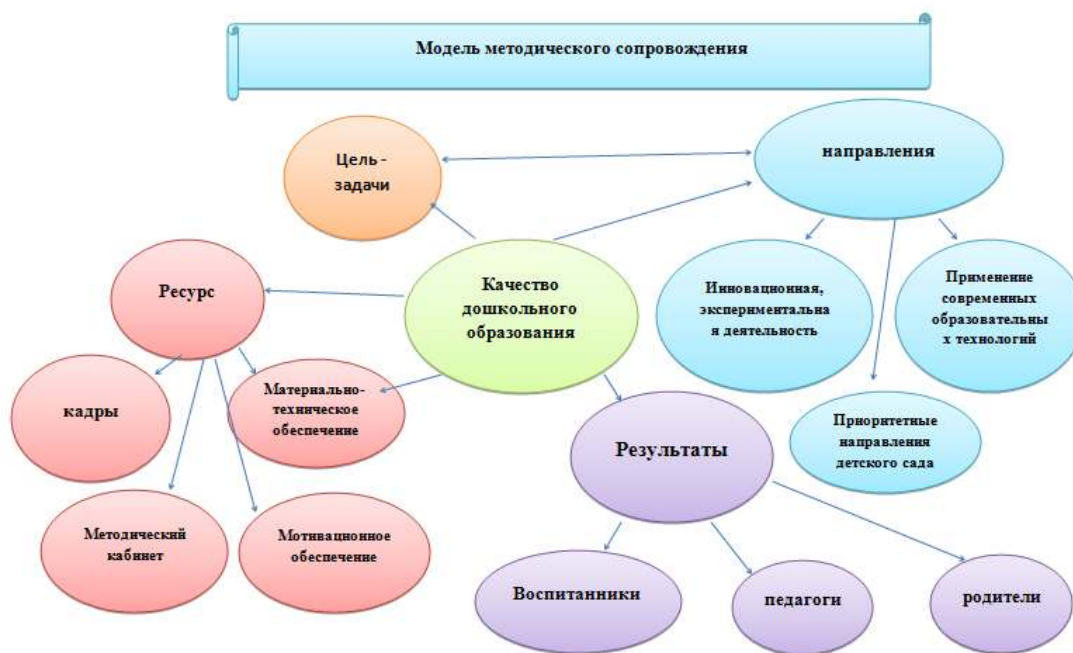 Модель методического сопровождения
Цель -
задачи
направления
Ресурс
Качество
дошкольного
образования
Инновационная,
экспериментальна
я деятельность
Применение
современных
образовательны
х технологий
кадры
Материально-
техническое
обеспечение
Результаты
Приоритетные
направления
детского сада
Методический
кабинет
Мотивационное
обеспечение
Воспитанники
педагоги
родители